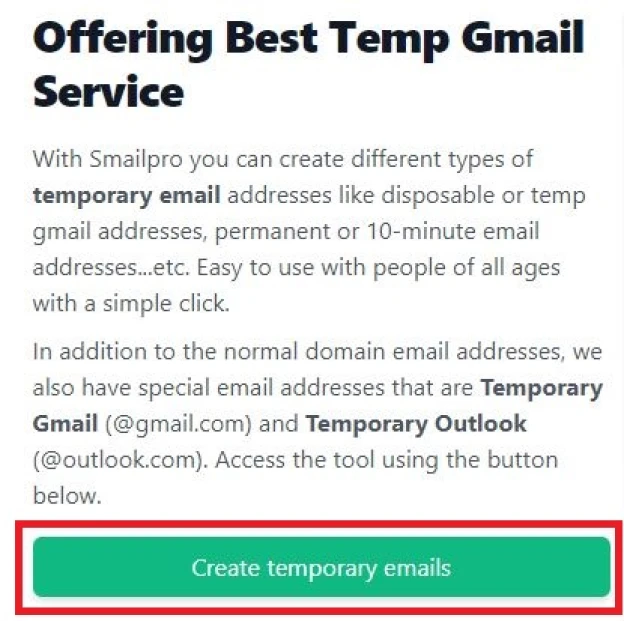 Offering Best Temp Gmail
Service
With Smailpro you can create different types of
temporary email addresses like disposable or temp
gmail addresses, permanent or 10-minute email
addresses...etc. Easy to use with people of all ages
with a simple click.
In addition to the normal domain email addresses, we
also have special email addresses that are Temporary
Gmail (@gmail.com) and Temporary Outlook
(@outlook.com). Access the tool using the button
below.
Create temporary emails